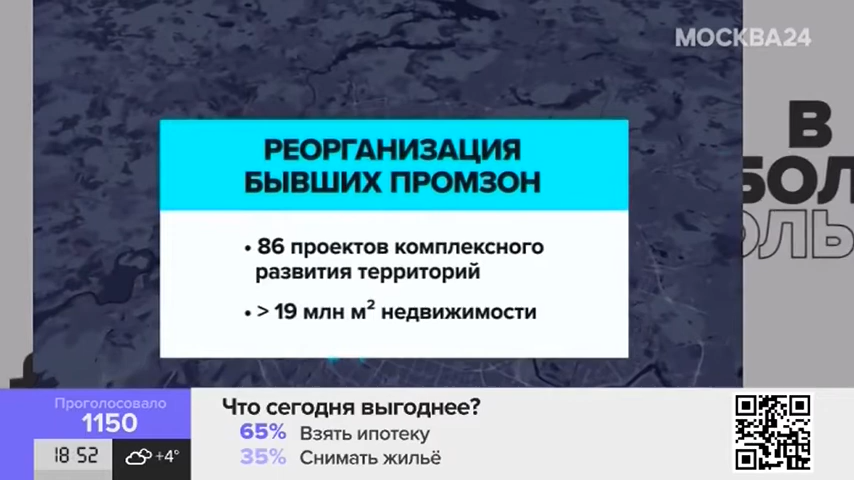 МОСКВА24
РЕОРГАНИЗАЦИЯ
БЫВШИХ ПРОМЗОН
• 86 проектов комплексного
развития территорий
• > 19 млн м² недвижимости
В
Проголосовало
1150
18 52
+4°
Что сегодня выгоднее?
65% Взять ипотеку
35% Снимать жильё